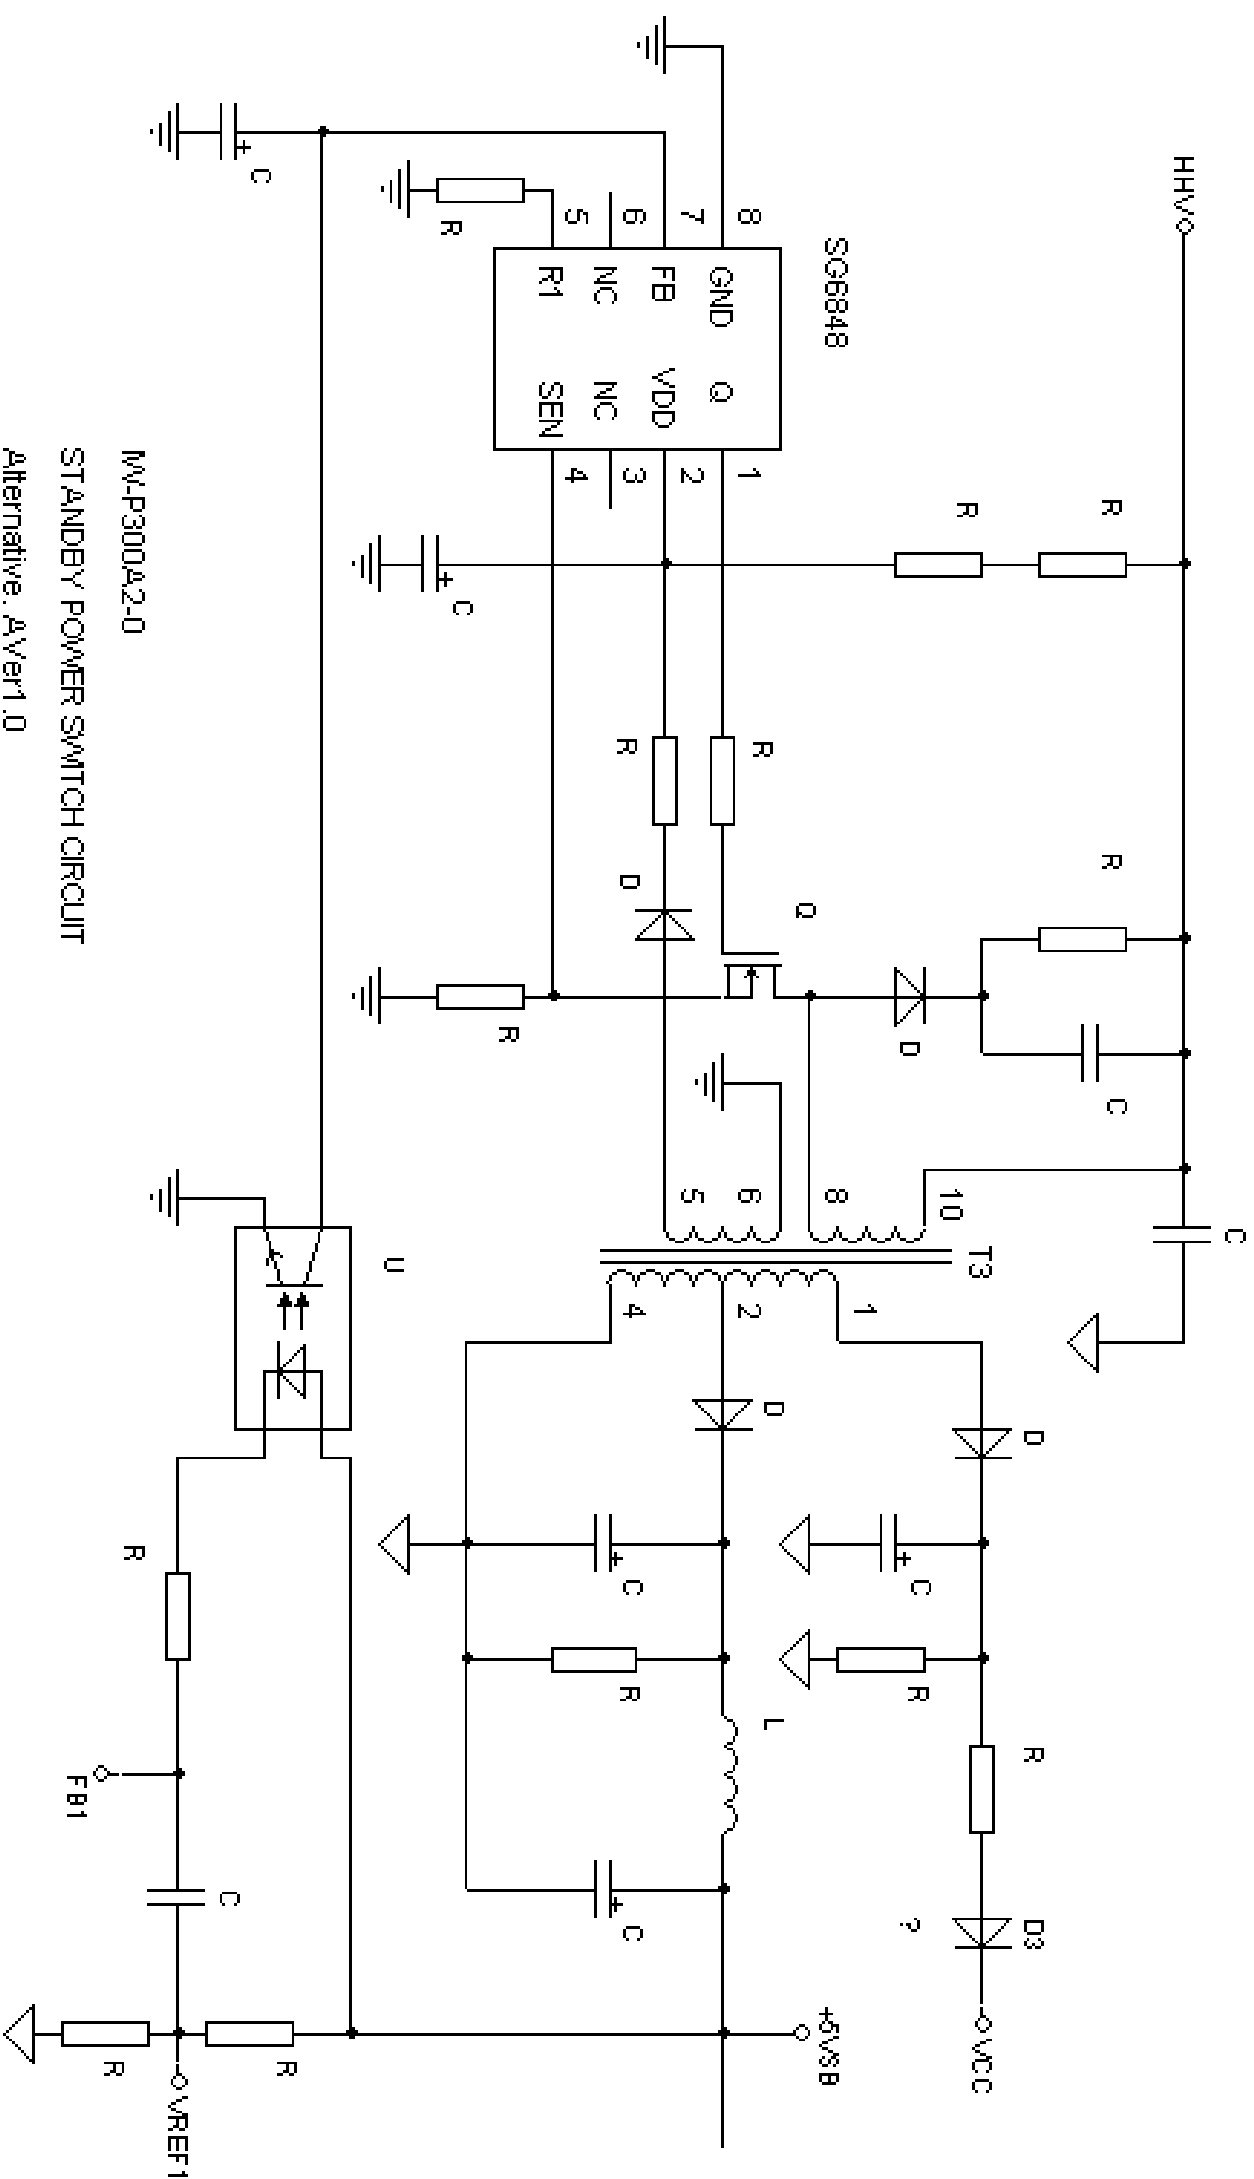 HHV
C
R
R
R
C
SG6848
D
D
R
D3
VCC
?
Q
D
10
T3
1
8
6
5
2
4
D
C
R
L
C
R
C
+5VSB
8
7
6
5
GND
FB
NC
R1
Q
VDD
NC
SEN
1
2
3
4
R
R
D
R
C
R
C
U
R
C
FB1
R
R
VREF1
IW-P300A2-0
STANDBY POWER SWITCH CIRCUIT
Alternative. AVer1.0